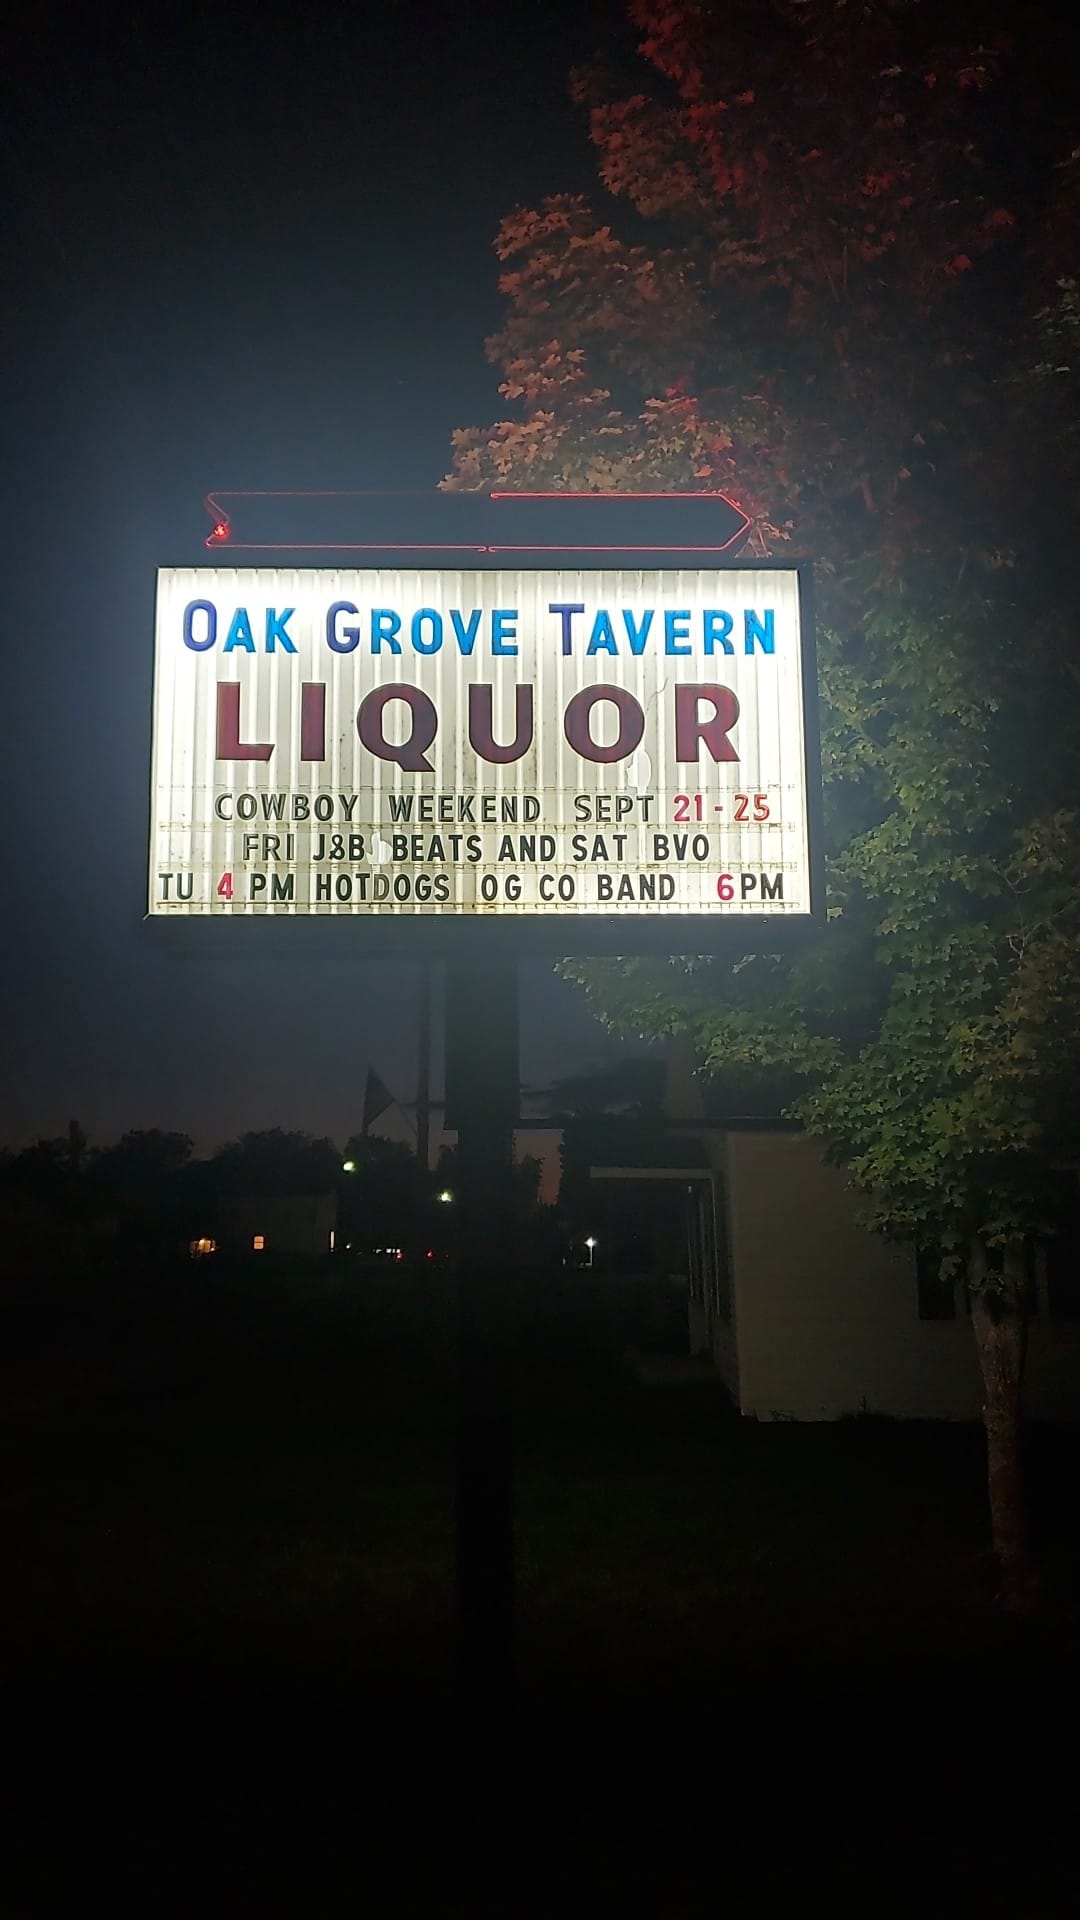 OAK GROVE TAVERN
LIQUOR
COWBOY WEEKEND SEPT 21-25
FRI J&B BEATS AND SAT BVO
TU 4 PM HOTDOGS OG CO BAND 6PM